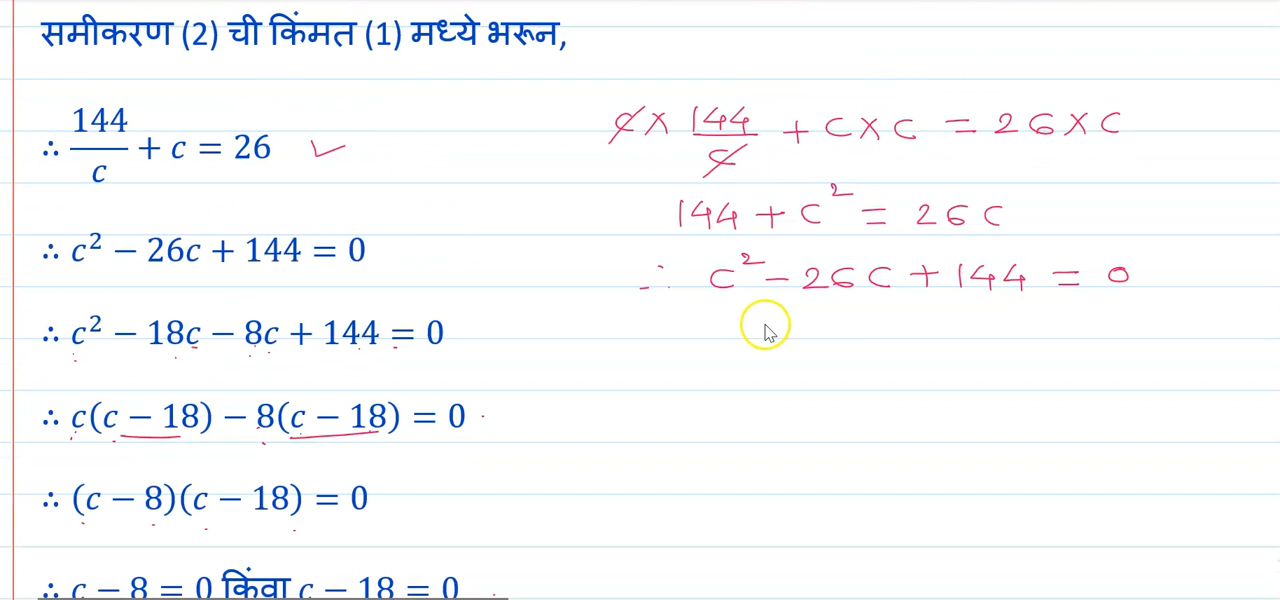 समीकरण (2) ची किंमत (1) मध्ये भरून,
∴ 144/c + c = 26
c × 144/c + c × c = 26 × c
144 + c² = 26c
∴ c² − 26c + 144 = 0
∴ c² − 26c + 144 = 0
∴ c² − 18c − 8c + 144 = 0
∴ c(c − 18) − 8(c − 18) = 0
∴ (c − 8)(c − 18) = 0
∴ c − 8 = 0 किंवा c − 18 = 0